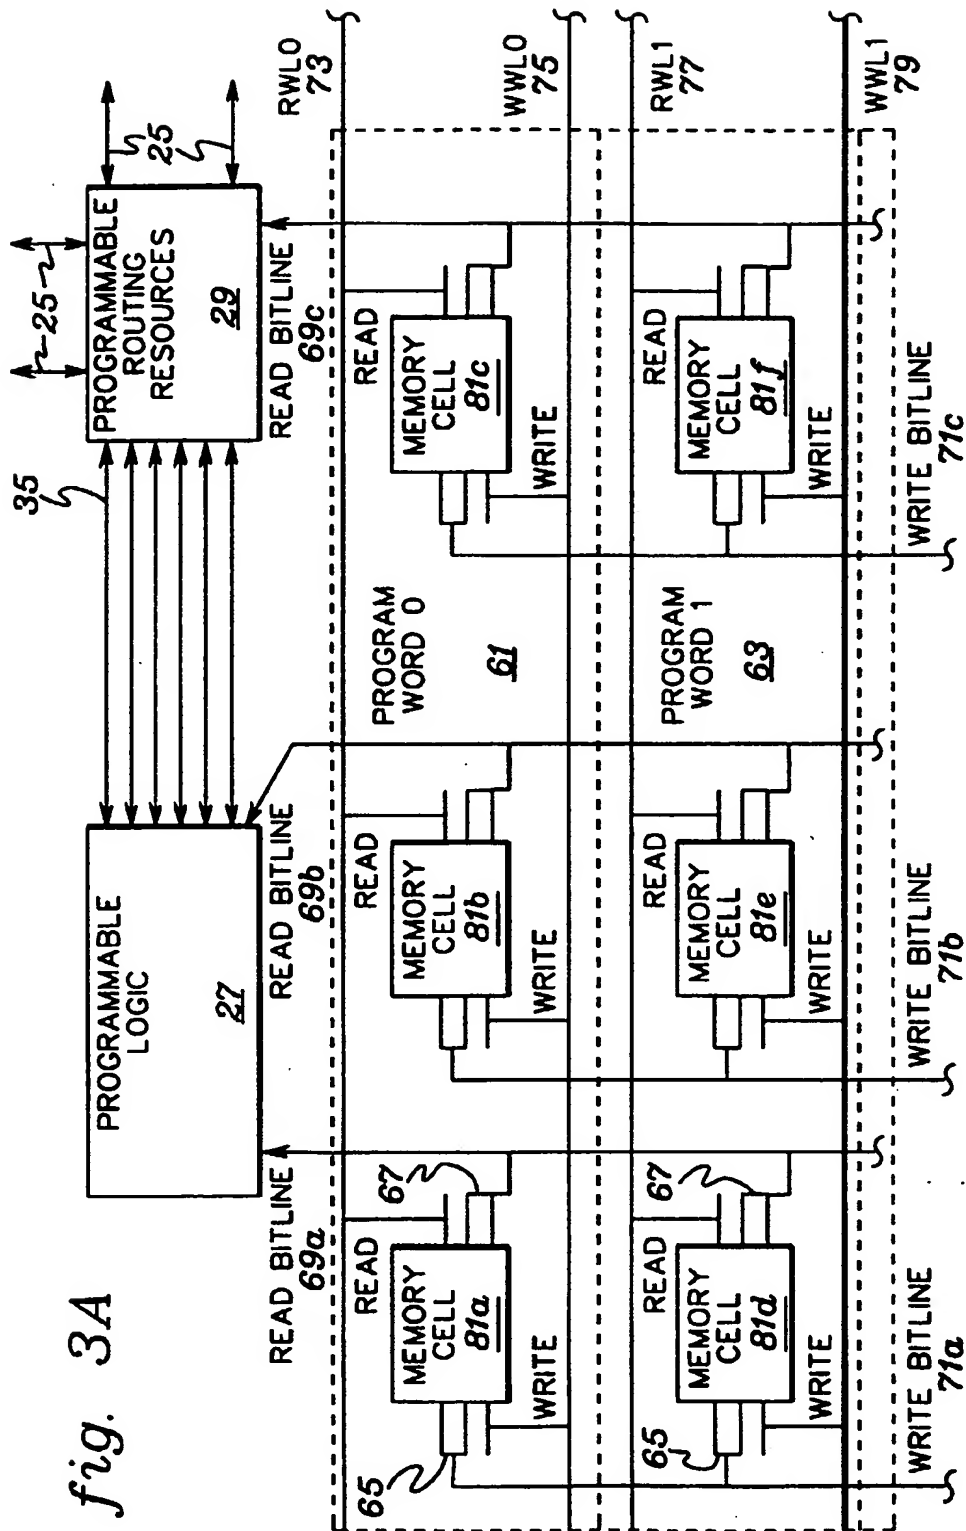 fig. 3A
PROGRAMMABLE
LOGIC
27
35
25
25
PROGRAMMABLE
ROUTING
RESOURCES
29
READ BITLINE
69a
READ BITLINE
69b
READ BITLINE
69c
RWL0
73
READ
67
READ
READ
MEMORY
CELL
81a
MEMORY
CELL
81b
MEMORY
CELL
81c
PROGRAM
WORD 0
61
65
WRITE
WRITE
WRITE
WWL0
75
RWL1
77
READ
67
READ
READ
MEMORY
CELL
81d
MEMORY
CELL
81e
MEMORY
CELL
81f
PROGRAM
WORD 1
63
65
WRITE
WRITE
WRITE
WWL1
79
WRITE BITLINE
71a
WRITE BITLINE
71b
WRITE BITLINE
71c